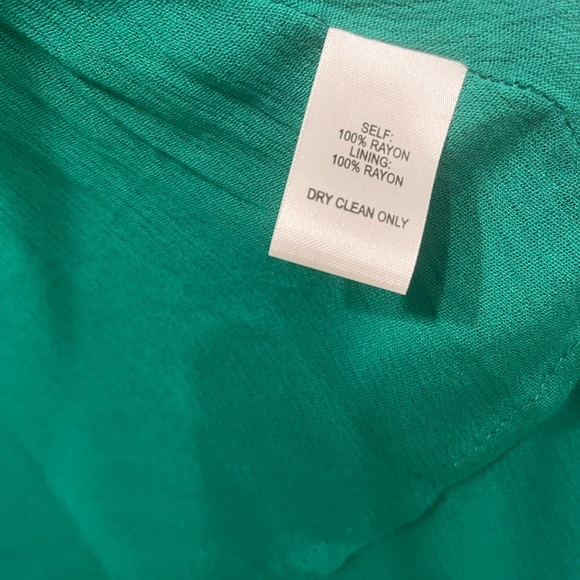 SELF:
100% RAYON
LINING:
100% RAYON
DRY CLEAN ONLY